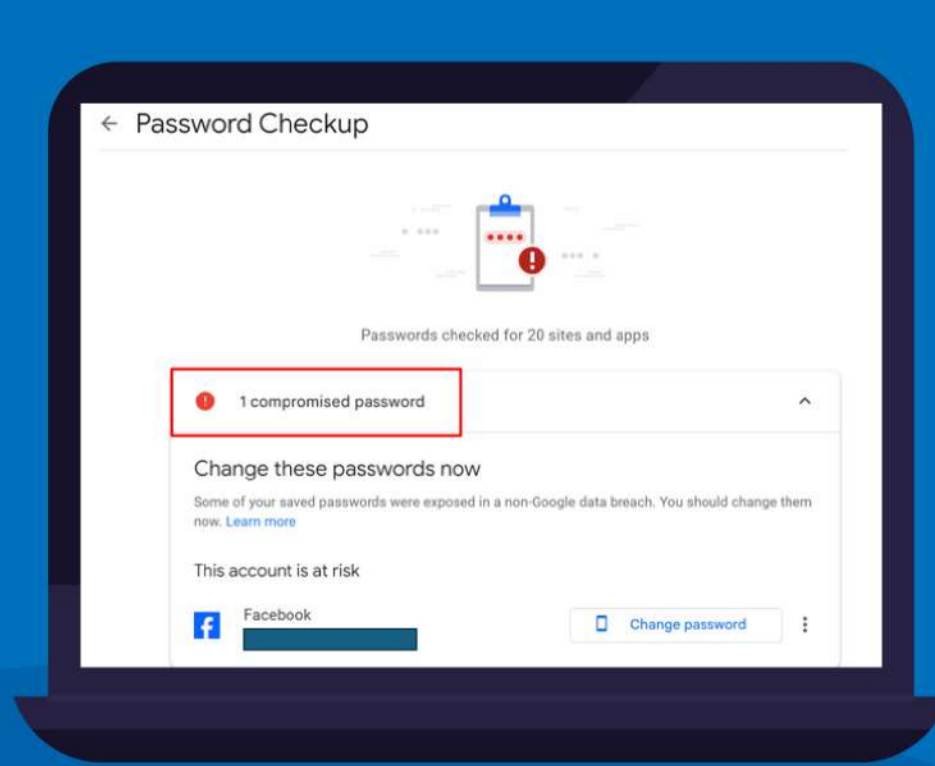 Password Checkup
Passwords checked for 20 sites and apps
1 compromised password
Change these passwords now
Some of your saved passwords were exposed in a non-Google data breach. You should change them
now. Learn more
This account is at risk
Facebook
Change password